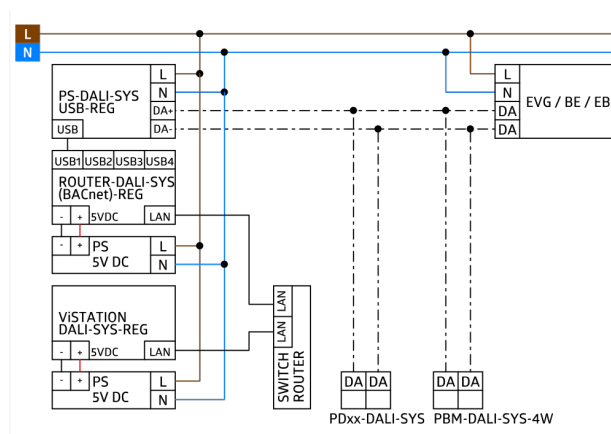 L
N
PS-DALI-SYS
USB-REG
L
N
DA+
DA-
USB
L
N
DA
DA
EVG / BE / EB
USB1 USB2 USB3 USB4
ROUTER-DALI-SYS
(BACnet)-REG
- + 5VDC LAN
- + PS
5V DC
L
N
ViSTATION
DALI-SYS-REG
- + 5VDC LAN
- + PS
5V DC
L
N
LAN
LAN
SWITCH
ROUTER
DA DA
PDxx-DALI-SYS
DA DA
PBM-DALI-SYS-4W